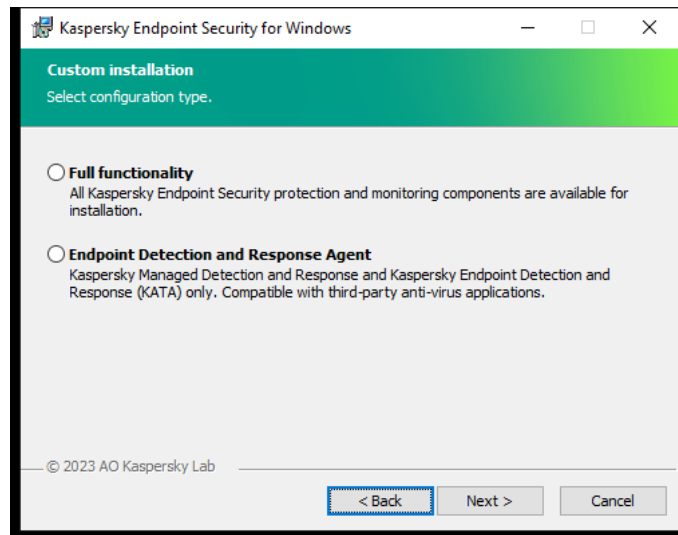 Kaspersky Endpoint Security for Windows
Custom installation
Select configuration type.
Full functionality
All Kaspersky Endpoint Security protection and monitoring components are available for
installation.
Endpoint Detection and Response Agent
Kaspersky Managed Detection and Response and Kaspersky Endpoint Detection and
Response (KATA) only. Compatible with third-party anti-virus applications.
© 2023 AO Kaspersky Lab
< Back Next > Cancel